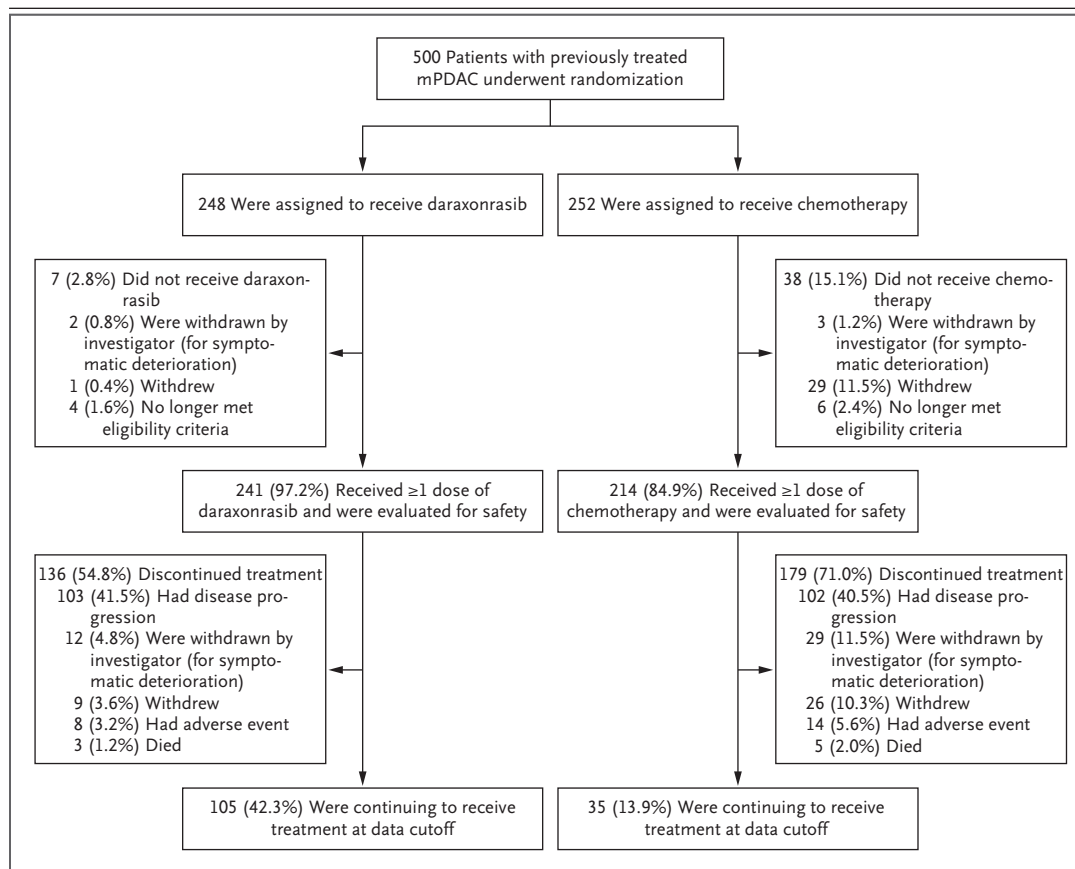 500 Patients with previously treated
mPDAC underwent randomization
248 Were assigned to receive daraxonrasib
252 Were assigned to receive chemotherapy
7 (2.8%) Did not receive daraxon-
rasib
2 (0.8%) Were withdrawn by
investigator (for sympto-
matic deterioration)
1 (0.4%) Withdrew
4 (1.6%) No longer met
eligibility criteria
38 (15.1%) Did not receive chemo-
therapy
3 (1.2%) Were withdrawn by
investigator (for sympto-
matic deterioration)
29 (11.5%) Withdrew
6 (2.4%) No longer met
eligibility criteria
241 (97.2%) Received ≥1 dose of
daraxonrasib and were evaluated for safety
214 (84.9%) Received ≥1 dose of
chemotherapy and were evaluated for safety
136 (54.8%) Discontinued treatment
103 (41.5%) Had disease pro-
gression
12 (4.8%) Were withdrawn by
investigator (for sympto-
matic deterioration)
9 (3.6%) Withdrew
8 (3.2%) Had adverse event
3 (1.2%) Died
179 (71.0%) Discontinued treatment
102 (40.5%) Had disease pro-
gression
29 (11.5%) Were withdrawn by
investigator (for sympto-
matic deterioration)
26 (10.3%) Withdrew
14 (5.6%) Had adverse event
5 (2.0%) Died
105 (42.3%) Were continuing to receive
treatment at data cutoff
35 (13.9%) Were continuing to receive
treatment at data cutoff